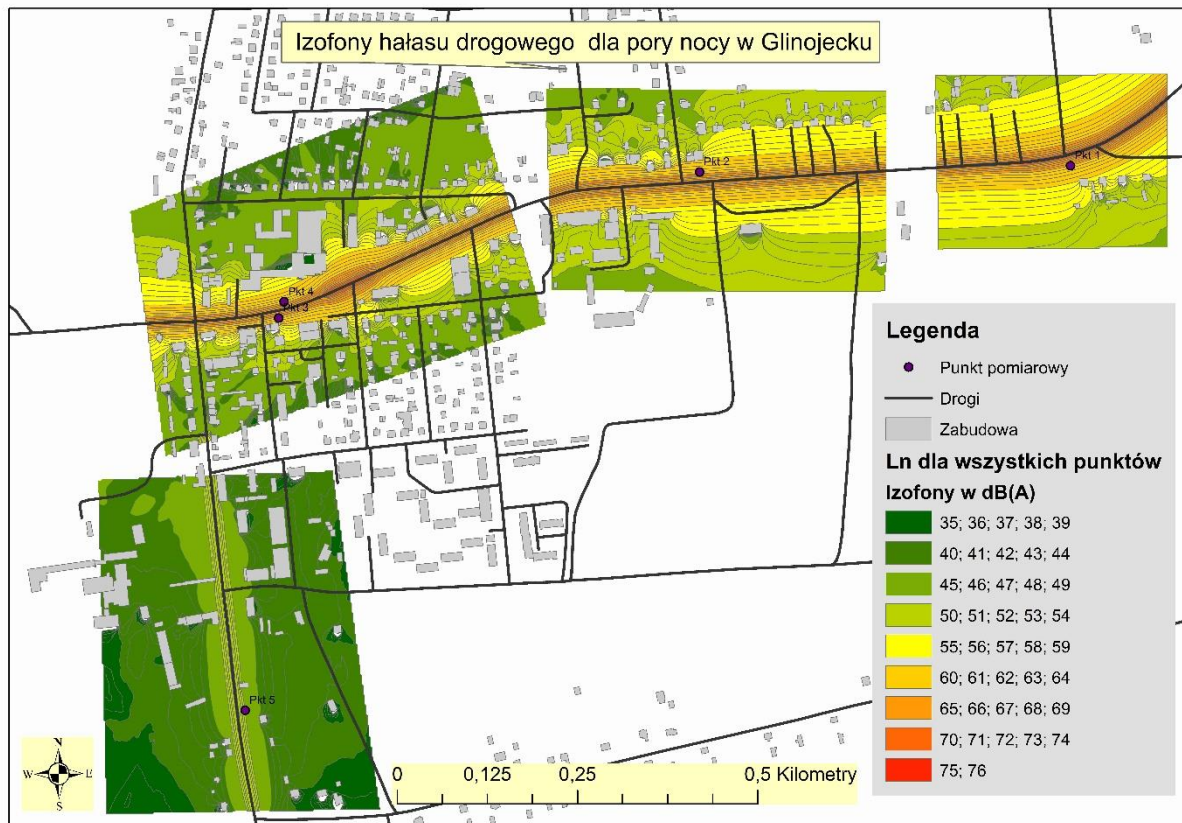 Izofony hałasu drogowego dla pory nocy w Glinojecku
Pkt 1
Pkt 2
Pkt 4
Pkt 3
Pkt 5
Legenda
Punkt pomiarowy
Drogi
Zabudowa
Ln dla wszystkich punktów
Izofony w dB(A)
35; 36; 37; 38; 39
40; 41; 42; 43; 44
45; 46; 47; 48; 49
50; 51; 52; 53; 54
55; 56; 57; 58; 59
60; 61; 62; 63; 64
65; 66; 67; 68; 69
70; 71; 72; 73; 74
75; 76
N
W E
S
0 0,125 0,25 0,5 Kilometry